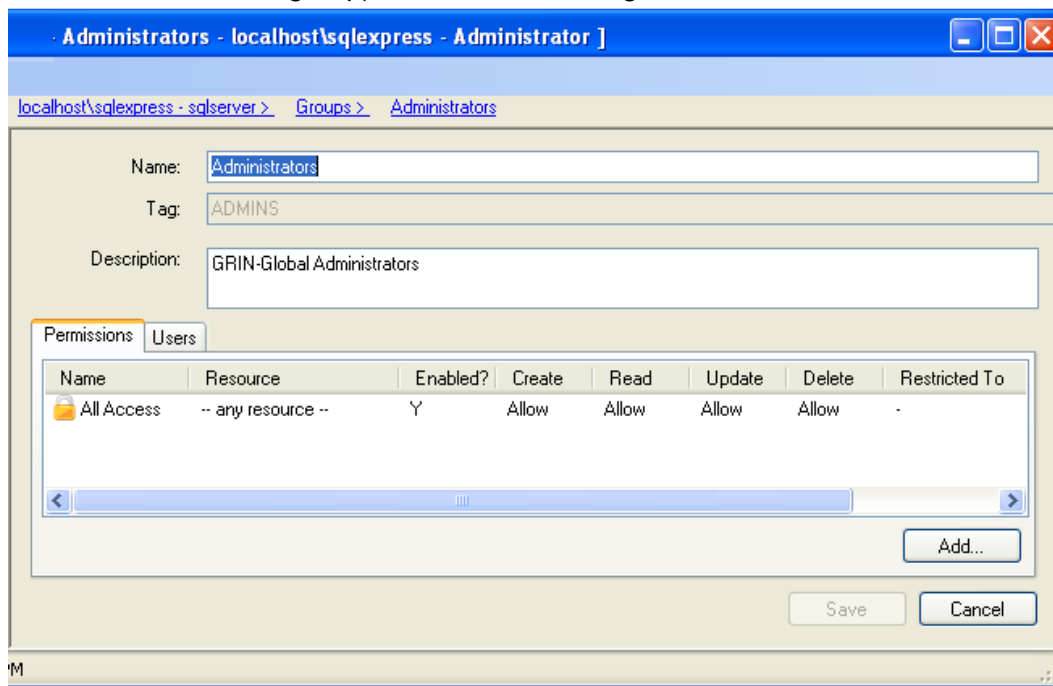 · Administrators - localhost\sqlexpress - Administrator ]
localhost\sqlexpress - sqlserver > Groups > Administrators
Name: Administrators
Tag: ADMINS
Description: GRIN-Global Administrators
Permissions Users
Name Resource Enabled? Create Read Update Delete Restricted To
All Access -- any resource -- Y Allow Allow Allow Allow -
Add...
Save Cancel
PM